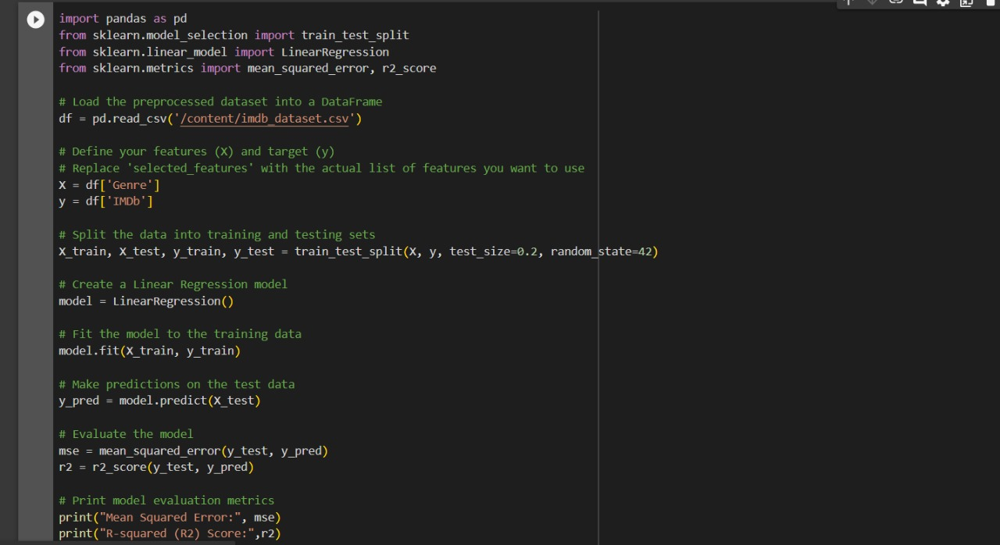 import pandas as pd
from sklearn.model_selection import train_test_split
from sklearn.linear_model import LinearRegression
from sklearn.metrics import mean_squared_error, r2_score
# Load the preprocessed dataset into a DataFrame
df = pd.read_csv('/content/imdb_dataset.csv')
# Define your features (X) and target (y)
# Replace 'selected_features' with the actual list of features you want to use
X = df['Genre']
y = df['IMDb']
# Split the data into training and testing sets
X_train, X_test, y_train, y_test = train_test_split(X, y, test_size=0.2, random_state=42)
# Create a Linear Regression model
model = LinearRegression()
# Fit the model to the training data
model.fit(X_train, y_train)
# Make predictions on the test data
y_pred = model.predict(X_test)
# Evaluate the model
mse = mean_squared_error(y_test, y_pred)
r2 = r2_score(y_test, y_pred)
# Print model evaluation metrics
print("Mean Squared Error:", mse)
print("R-squared (R2) Score:",r2)